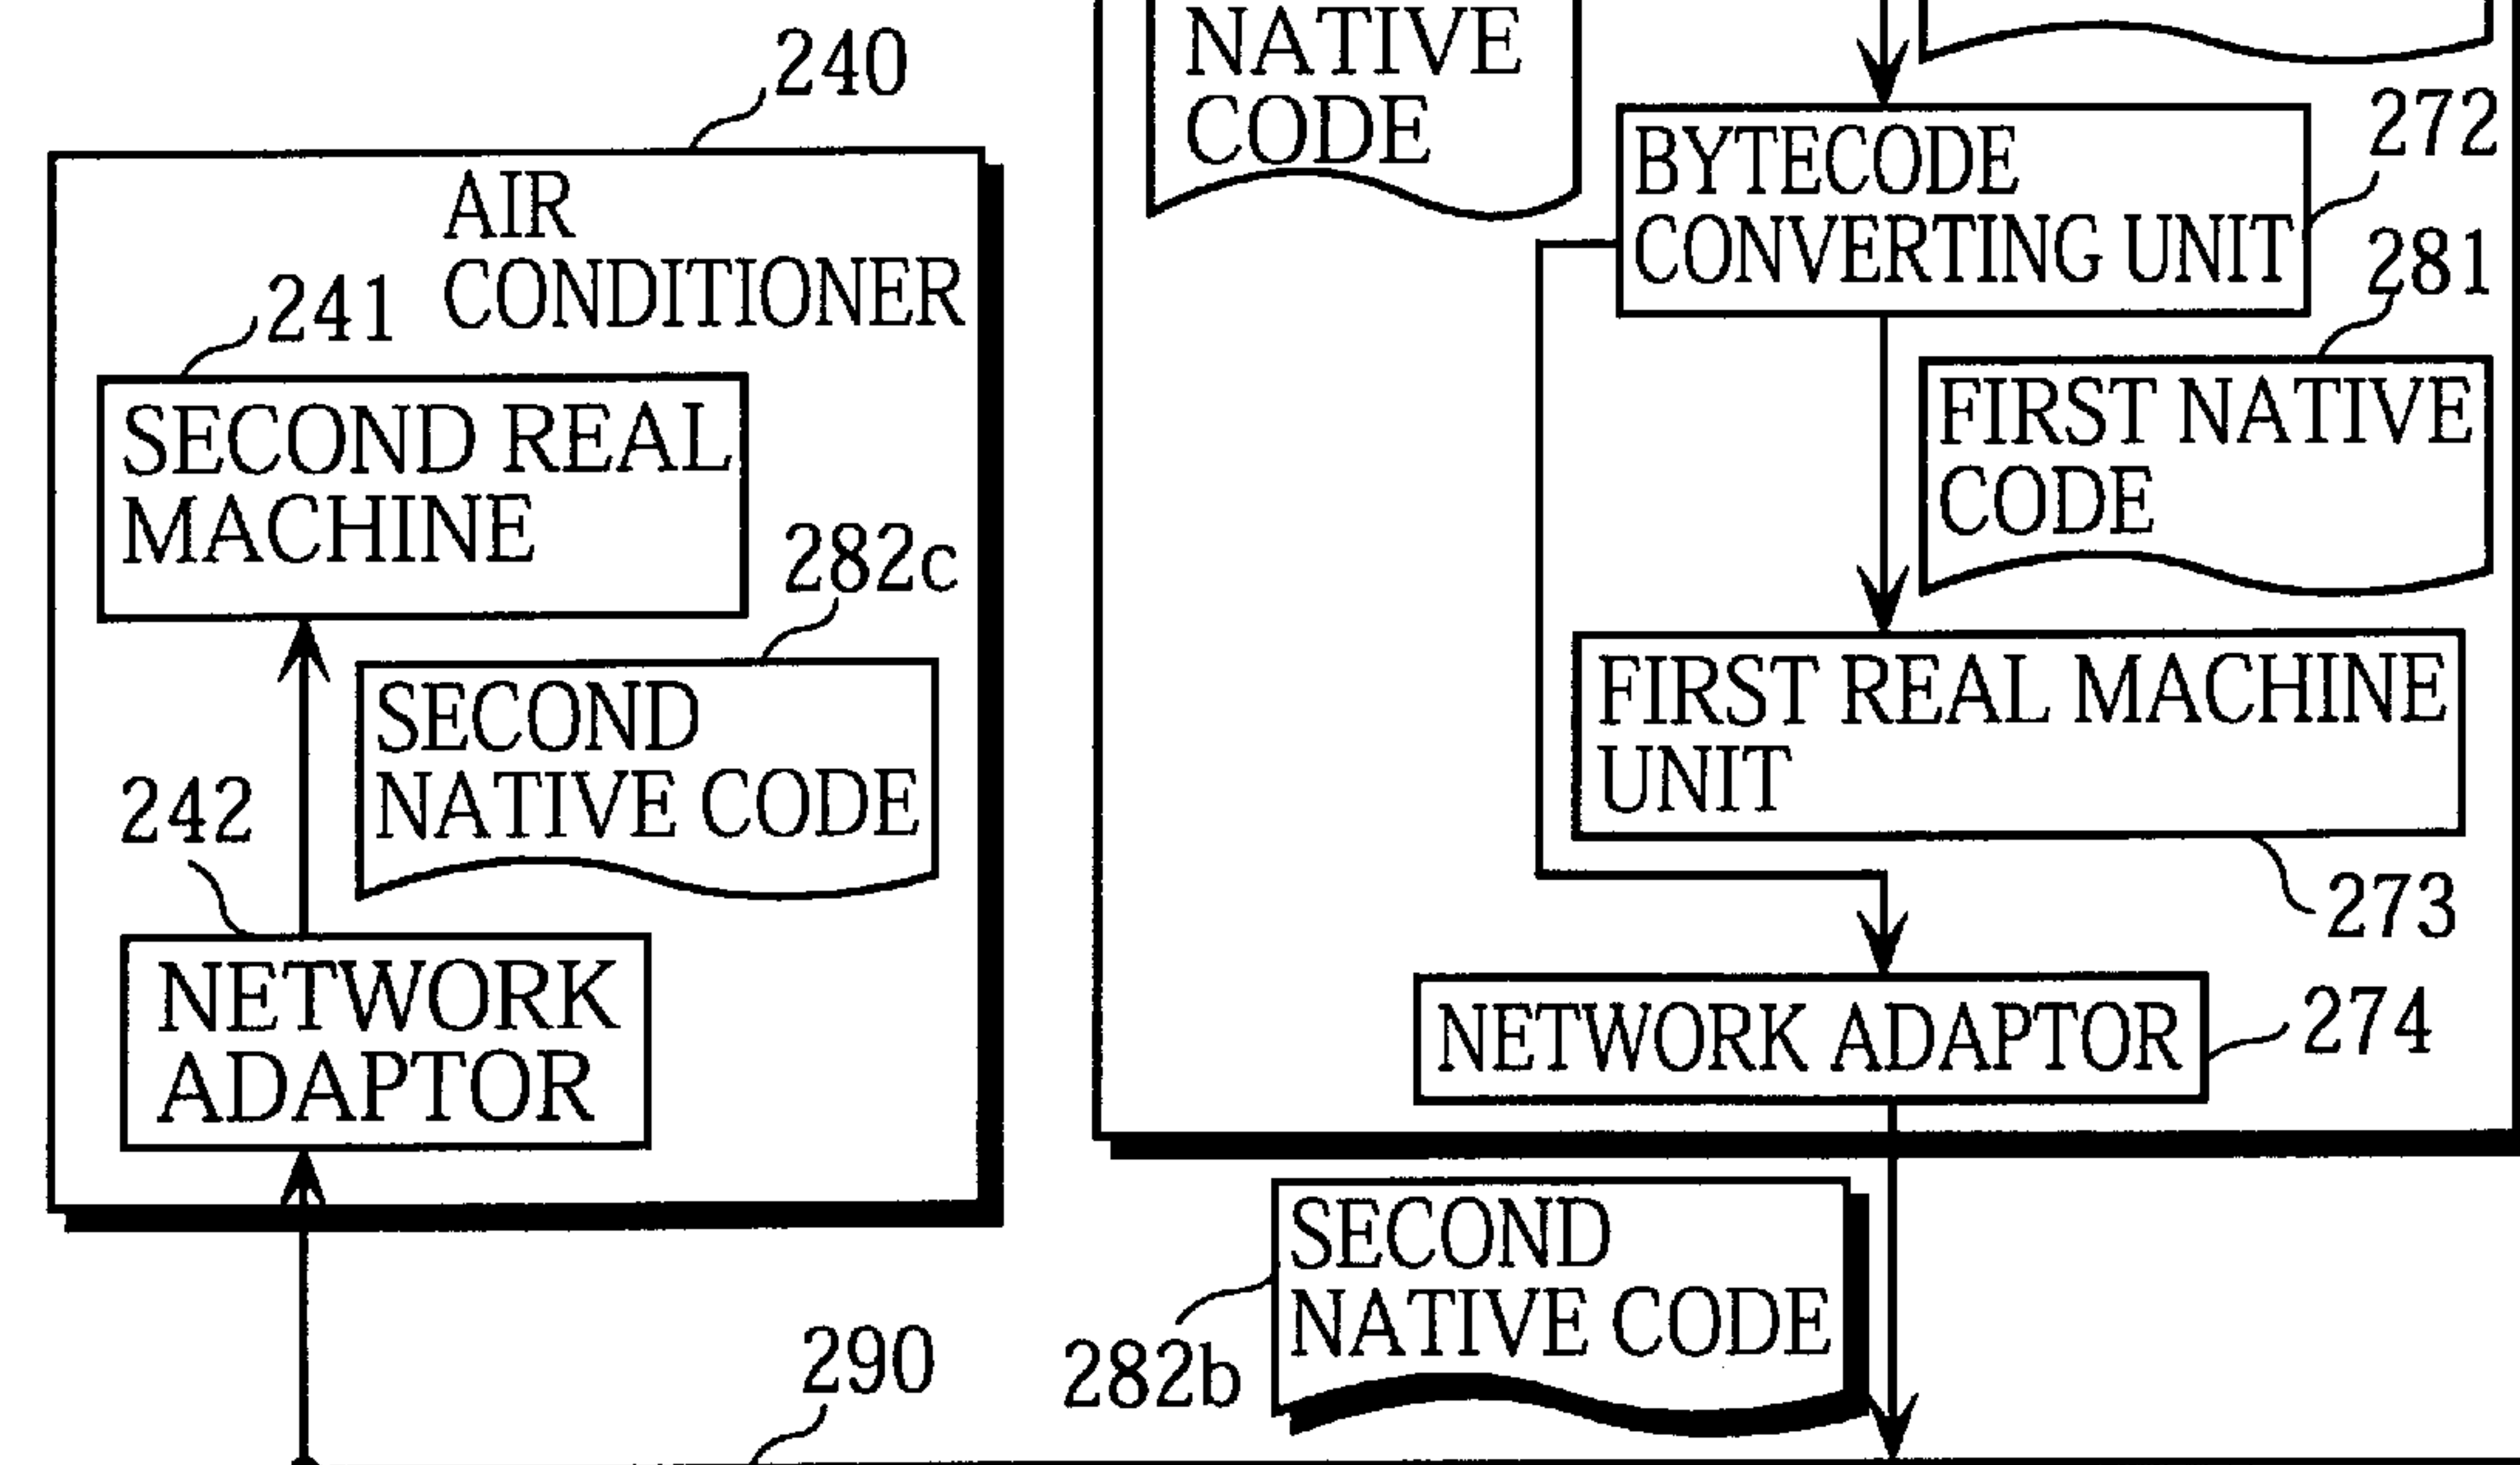 240
AIR
CONDITIONER
241
SECOND REAL
MACHINE
282c
SECOND
NATIVE CODE
242
NETWORK
ADAPTOR
290
NATIVE
CODE
272
BYTECODE
CONVERTING UNIT
281
FIRST NATIVE
CODE
FIRST REAL MACHINE
UNIT
273
NETWORK ADAPTOR
274
SECOND
NATIVE CODE
282b